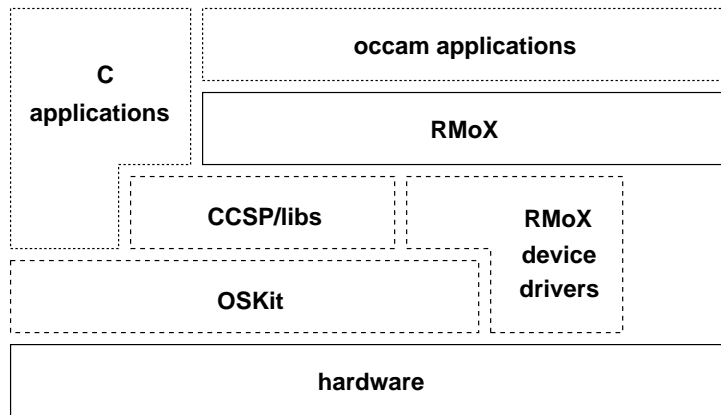 occam applications
C
applications
RMoX
CCSP/libs
RMoX
device
drivers
OSKit
hardware